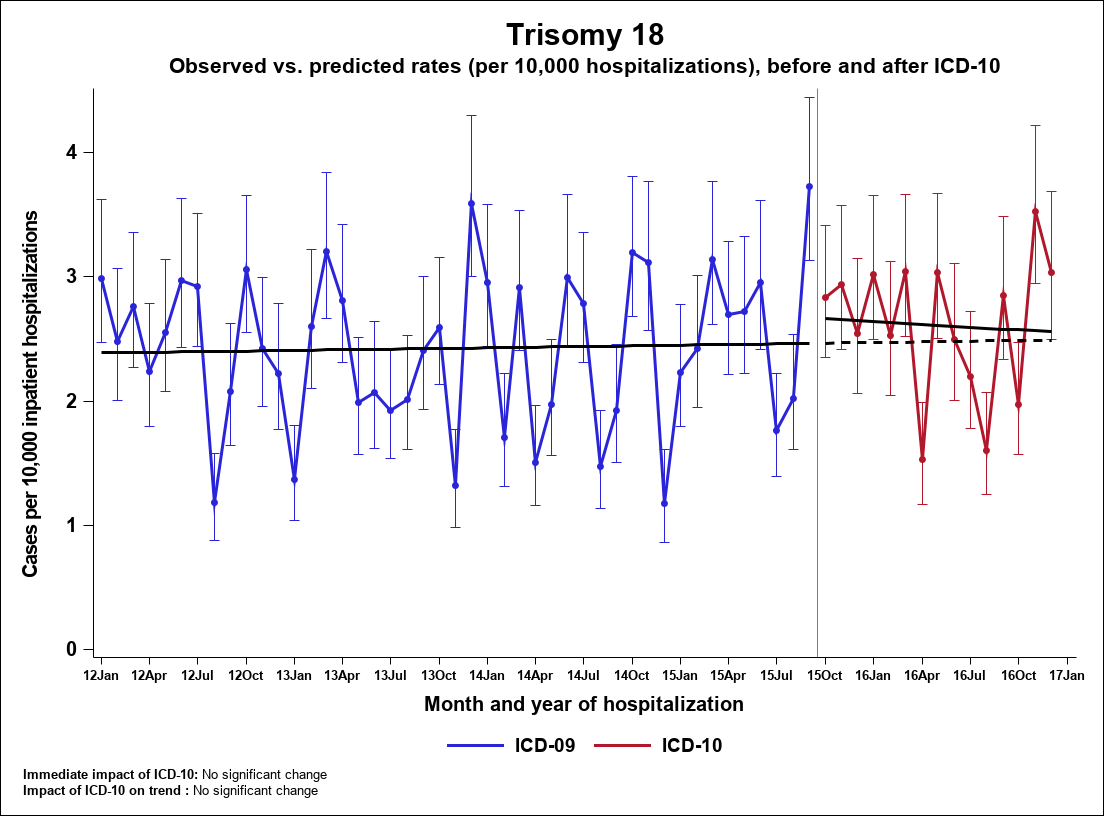 Trisomy 18
Observed vs. predicted rates (per 10,000 hospitalizations), before and after ICD-10
Cases per 10,000 inpatient hospitalizations
4
3
2
1
0
12Jan 12Apr 12Jul 12Oct 13Jan 13Apr 13Jul 13Oct 14Jan 14Apr 14Jul 14Oct 15Jan 15Apr 15Jul 15Oct 16Jan 16Apr 16Jul 16Oct 17Jan
Month and year of hospitalization
ICD-09 ICD-10
Immediate impact of ICD-10: No significant change
Impact of ICD-10 on trend : No significant change